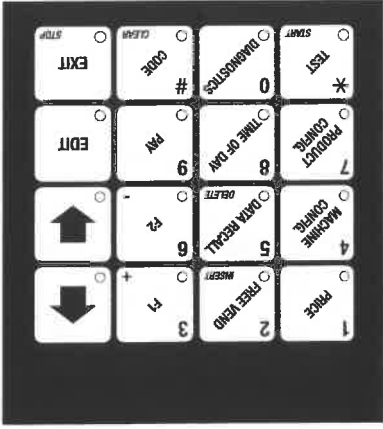 1
PRICE
2
FREE VEND
INSERT
3
F1
+
4
MACHINE
CONFIG.
5
DATA RECALL
DELETE
6
F2
-
7
PRODUCT
CONFIG.
8
TIME OF DAY
9
PAY
EDIT
*
TEST
START
0
DIAGNOSTICS
#
CODE
CLEAR
EXIT
STOP